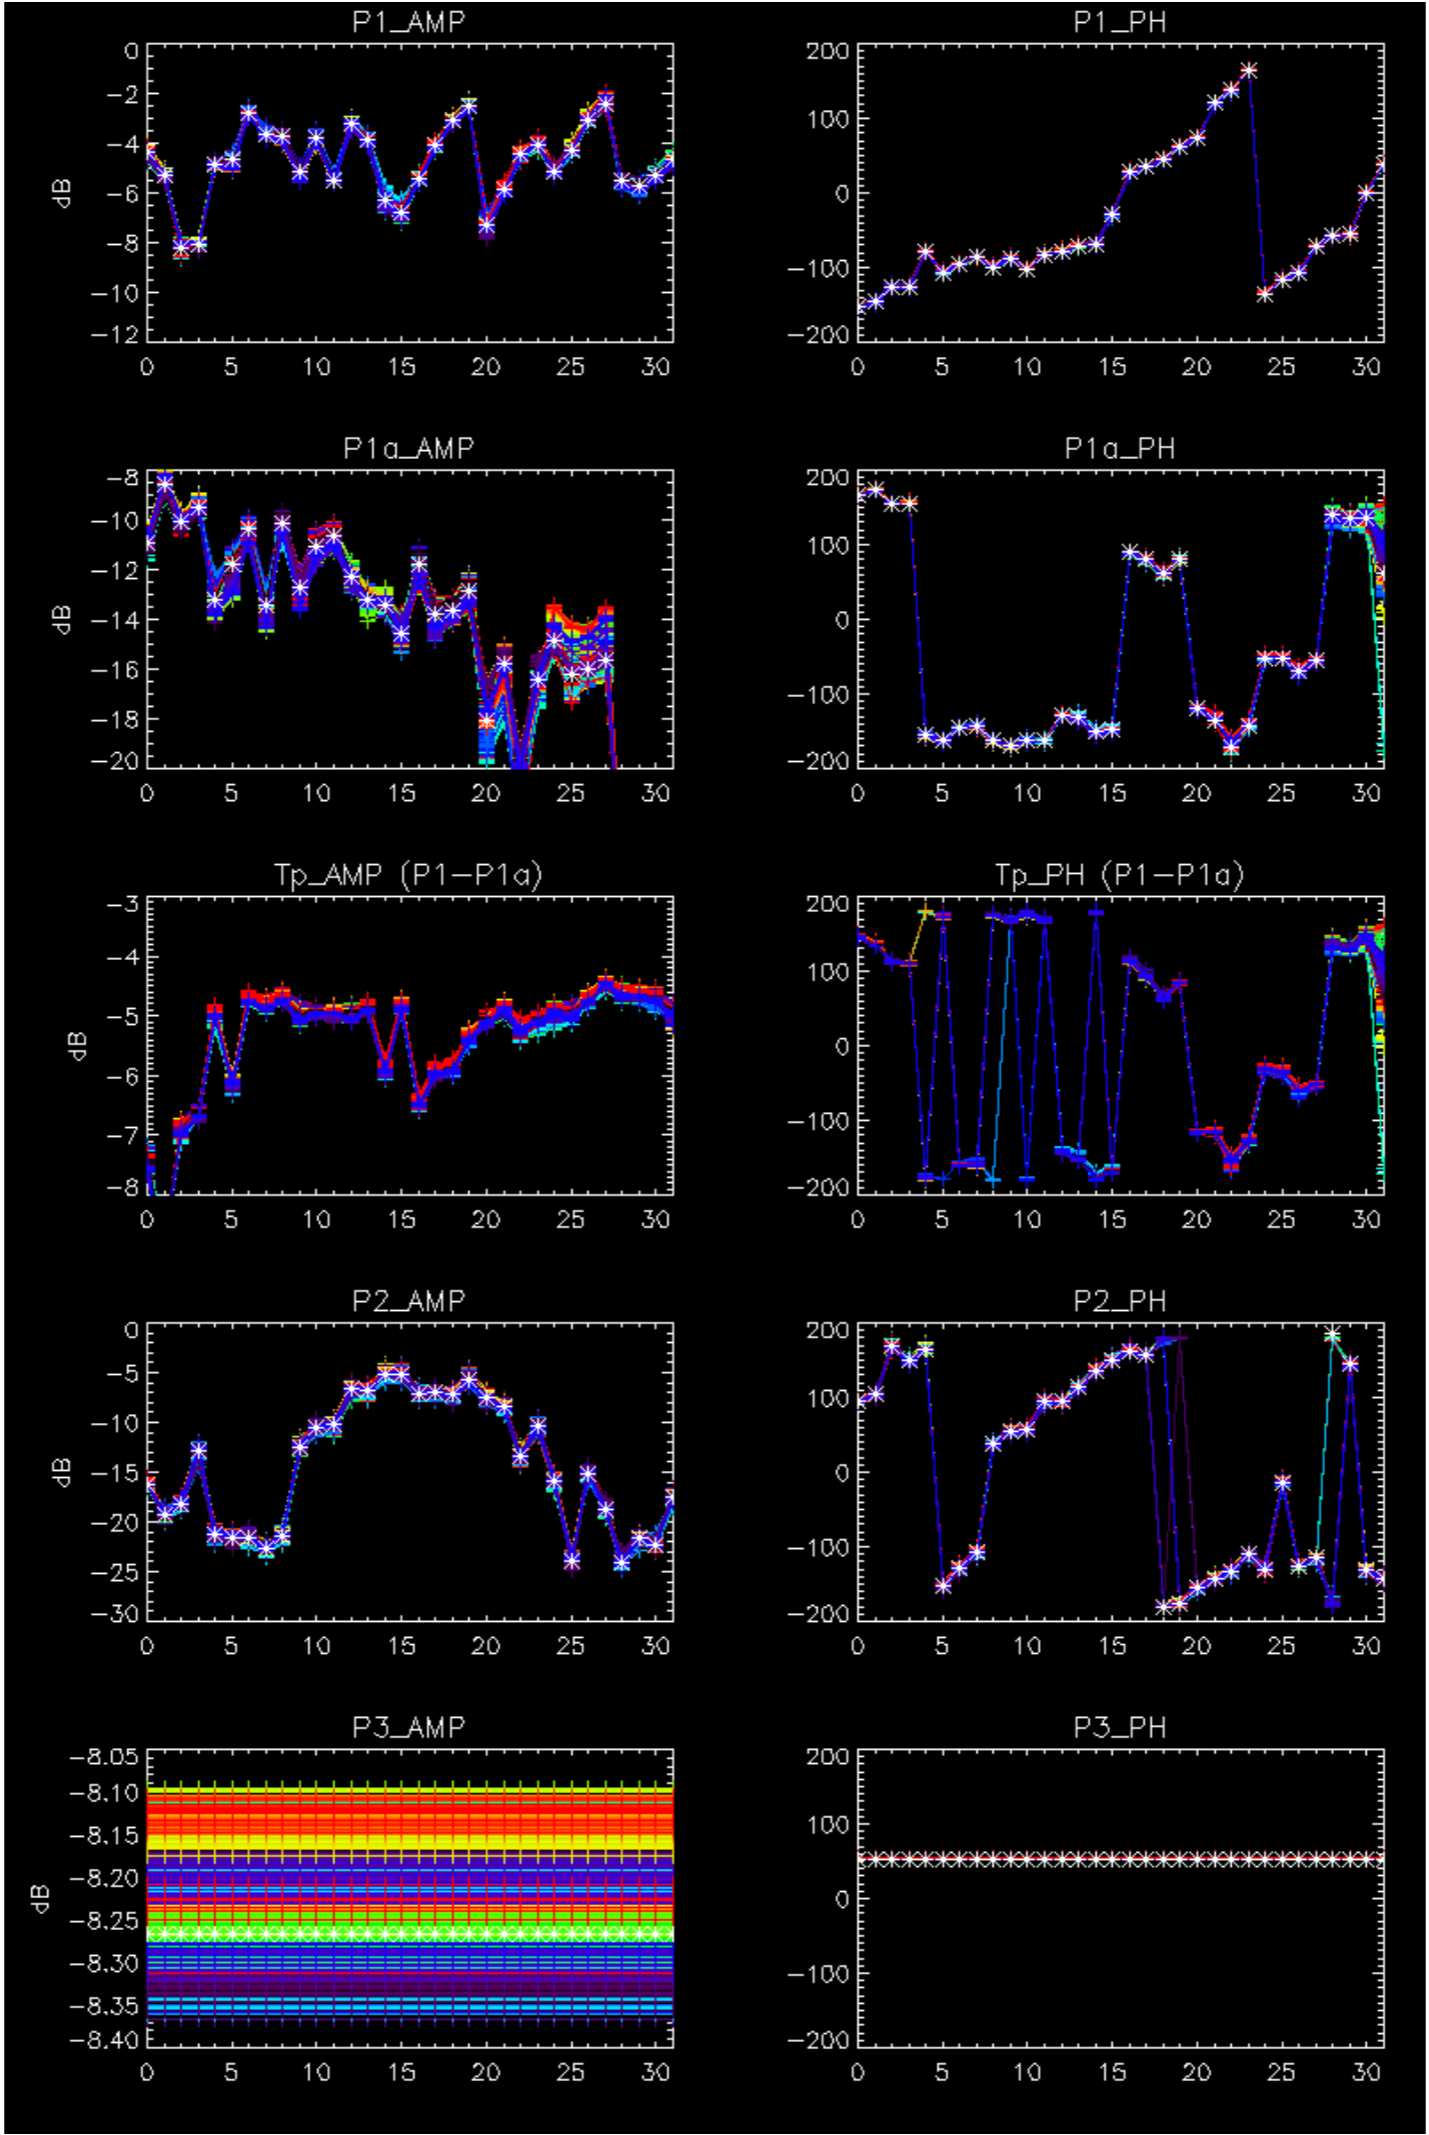 P1_AMP P1_PH
0 200
−2 100
−4 0
−6
−8 −100
−10
−12 −200
dB
0 5 10 15 20 25 30 0 5 10 15 20 25 30
P1a_AMP P1a_PH
−8 200
−10 100
−12
−14 0
−16 −100
−18
−20 −200
dB
0 5 10 15 20 25 30 0 5 10 15 20 25 30
Tp_AMP (P1−P1a) Tp_PH (P1−P1a)
−3 200
−4 100
−5 0
−6
−7 −100
−8 −200
dB
0 5 10 15 20 25 30 0 5 10 15 20 25 30
P2_AMP P2_PH
0 200
−5 100
−10
−15 0
−20 −100
−25
−30 −200
dB
0 5 10 15 20 25 30 0 5 10 15 20 25 30
P3_AMP P3_PH
−8.05 200
−8.10 100
−8.15
−8.20 0
−8.25
−8.30 −100
−8.35
−8.40 −200
dB
0 5 10 15 20 25 30 0 5 10 15 20 25 30